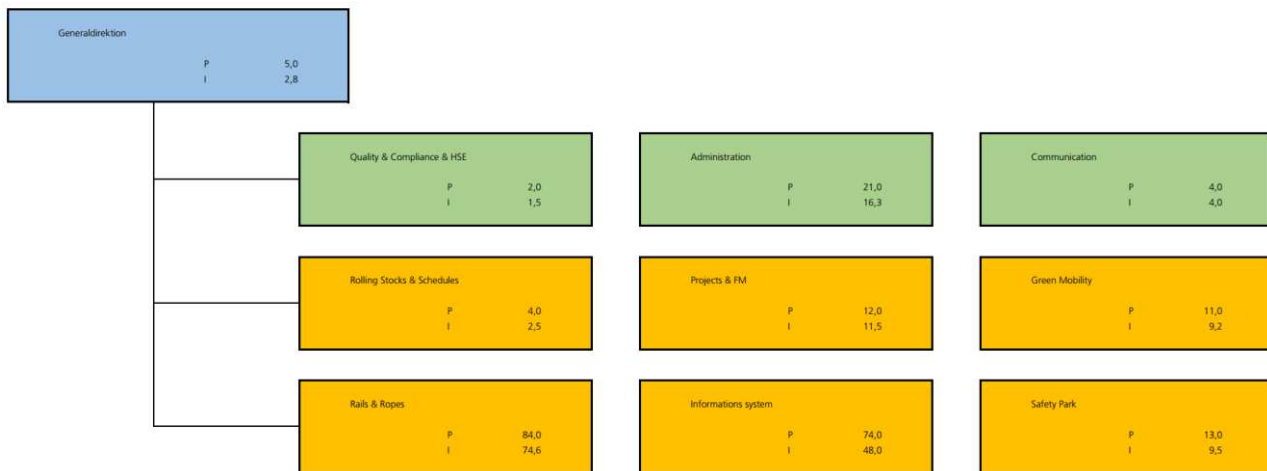 Generaldirektion
P 5,0
I 2,8
Quality & Compliance & HSE
P 2,0
I 1,5
Administration
P 21,0
I 16,3
Communication
P 4,0
I 4,0
Rolling Stocks & Schedules
P 4,0
I 2,5
Projects & FM
P 12,0
I 11,5
Green Mobility
P 11,0
I 9,2
Rails & Ropes
P 84,0
I 74,6
Informations system
P 74,0
I 48,0
Safety Park
P 13,0
I 9,5